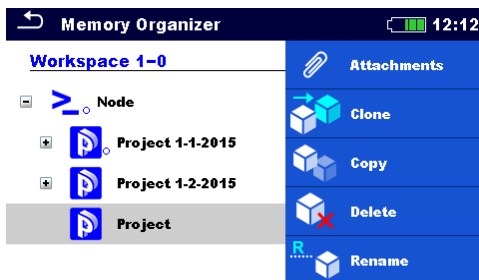 Memory Organizer
12:12
Workspace 1-0
Node
Project 1-1-2015
Project 1-2-2015
Project
Attachments
Clone
Copy
Delete
R
Rename